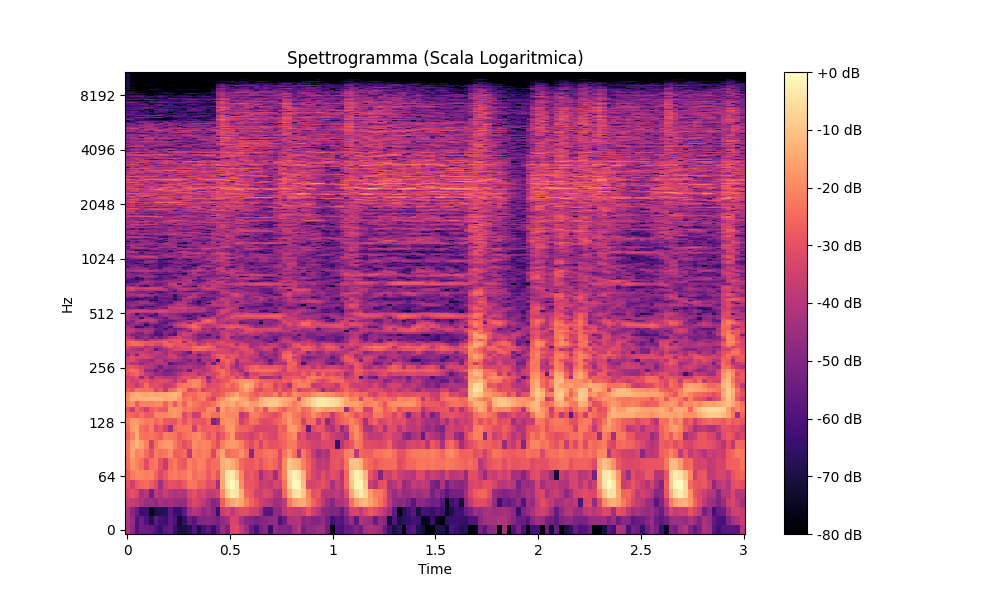 Spettrogramma (Scala Logaritmica)
Hz
8192
4096
2048
1024
512
256
128
64
0
0
0.5
1
1.5
2
2.5
3
Time
+0 dB
-10 dB
-20 dB
-30 dB
-40 dB
-50 dB
-60 dB
-70 dB
-80 dB